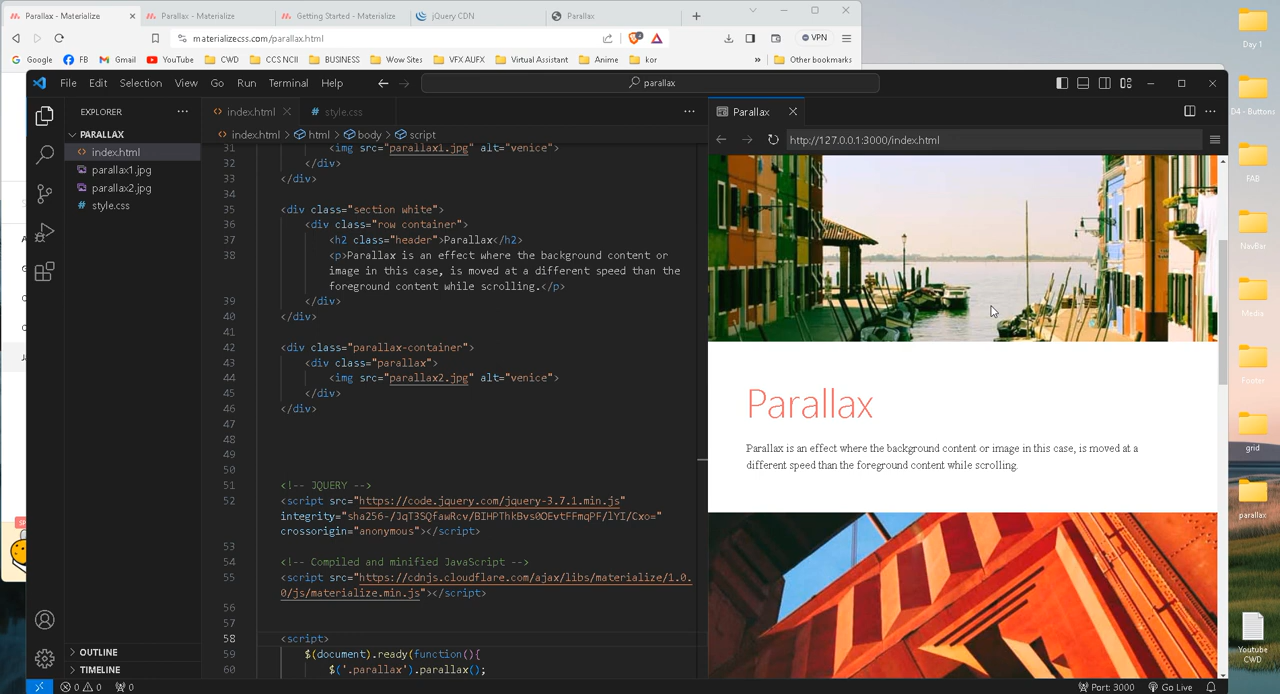 Parallax - Materialize
Parallax - Materialize
Getting Started - Materialize
jQuery CDN
Parallax
materializecss.com/parallax.html
VPN
Google
FB
Gmail
YouTube
CWD
CCS NCII
BUSINESS
Wow Sites
VFX AUFX
Virtual Assistant
Anime
kor
»
Other bookmarks
File Edit Selection View Go Run Terminal Help
parallax
EXPLORER
PARALLAX
index.html
parallax1.jpg
parallax2.jpg
style.css
OUTLINE
TIMELINE
index.html
style.css
index.html > html > body > script
31 <img src="parallax1.jpg" alt="venice">
32 </div>
33 </div>
34
35 <div class="section white">
36 <div class="row container">
37 <h2 class="header">Parallax</h2>
38 <p>Parallax is an effect where the background content or
image in this case, is moved at a different speed than the
foreground content while scrolling.</p>
39 </div>
40 </div>
41
42 <div class="parallax-container">
43 <div class="parallax">
44 <img src="parallax2.jpg" alt="venice">
45 </div>
46 </div>
47
48
49
50
51 <!-- JQUERY -->
52 <script src="https://code.jquery.com/jquery-3.7.1.min.js"
integrity="sha256-/JqT3SQfawRcv/BIHPThkBvs0OEvtFFmqPF/lYI/Cxo="
crossorigin="anonymous"></script>
53
54 <!-- Compiled and minified JavaScript -->
55 <script src="https://cdnjs.cloudflare.com/ajax/libs/materialize/1.0.
0/js/materialize.min.js"></script>
56
57
58 <script>
59 $(document).ready(function(){
60 $('.parallax').parallax();
Parallax
http://127.0.0.1:3000/index.html
Parallax
Parallax is an effect where the background content or image in this case, is moved at a
different speed than the foreground content while scrolling.
0 0
0
Port: 3000
Go Live
Day 1
D4 - Buttons
FAB
NavBar
Media
Footer
grid
parallax
Youtube
CWD